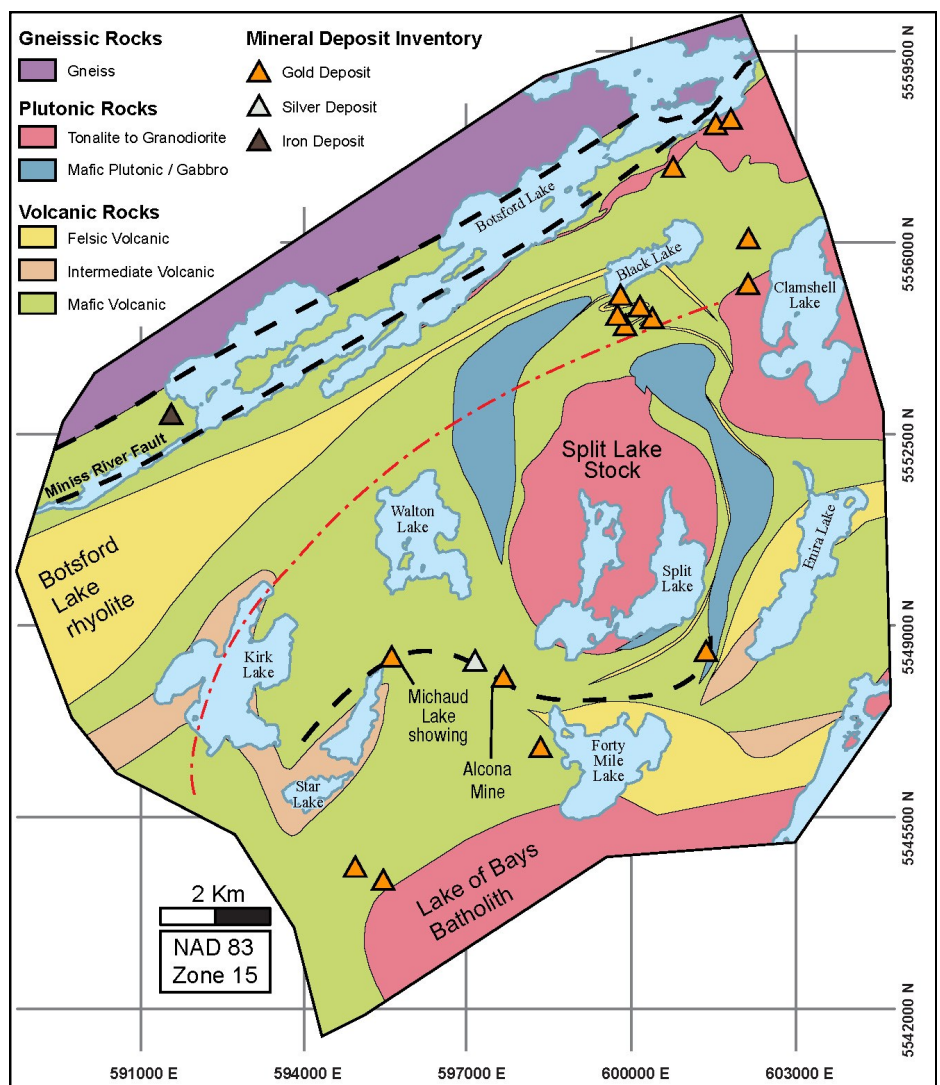 Gneissic Rocks
Gneiss
Plutonic Rocks
Tonalite to Granodiorite
Mafic Plutonic / Gabbro
Volcanic Rocks
Felsic Volcanic
Intermediate Volcanic
Mafic Volcanic
Mineral Deposit Inventory
Gold Deposit
Silver Deposit
Iron Deposit
Botsford Lake
Black Lake
Clamshell
Lake
Miniss River Fault
Split Lake
Stock
Walton
Lake
Botsford
Lake
rhyolite
Split
Lake
Enira Lake
Kirk
Lake
Michaud
Lake
showing
Alcona
Mine
Star
Lake
Forty
Mile
Lake
Lake of Bays
Batholith
2 Km
NAD 83
Zone 15
5559500 N
5556000 N
5552500 N
5549000 N
5545500 N
5542000 N
591000 E
594000 E
597000 E
600000 E
603000 E